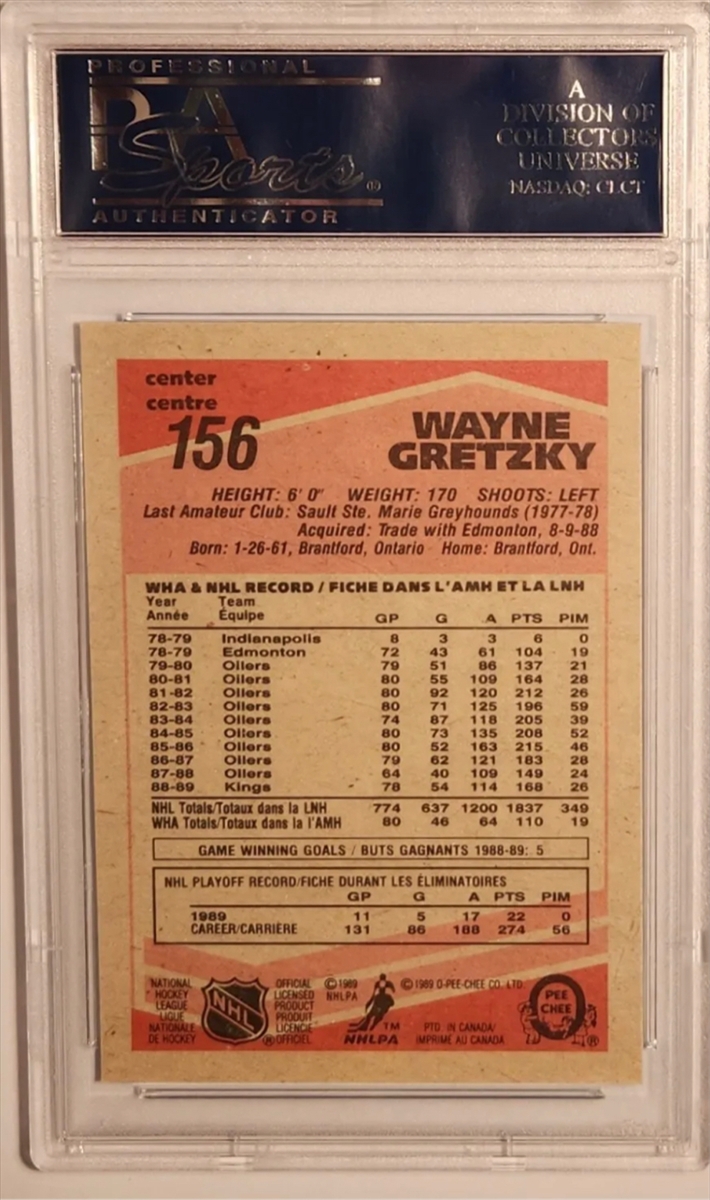 PROFESSIONAL
PSA
Sports®
AUTHENTICATOR
A
DIVISION OF
COLLECTORS
UNIVERSE
NASDAQ: CLCT
center
centre
156
WAYNE
GRETZKY
HEIGHT: 6' 0" WEIGHT: 170 SHOOTS: LEFT
Last Amateur Club: Sault Ste. Marie Greyhounds (1977-78)
Acquired: Trade with Edmonton, 8-9-88
Born: 1-26-61, Brantford, Ontario Home: Brantford, Ont.
WHA & NHL RECORD / FICHE DANS L'AMH ET LA LNH
Year Team
Année Équipe GP G A PTS PIM
78-79 Indianapolis 8 3 3 6 0
78-79 Edmonton 72 43 61 104 19
79-80 Oilers 79 51 86 137 21
80-81 Oilers 80 55 109 164 28
81-82 Oilers 80 92 120 212 26
82-83 Oilers 80 71 125 196 59
83-84 Oilers 74 87 118 205 39
84-85 Oilers 80 73 135 208 52
85-86 Oilers 80 52 163 215 46
86-87 Oilers 79 62 121 183 28
87-88 Oilers 64 40 109 149 24
88-89 Kings 78 54 114 168 26
NHL Totals/Totaux dans la LNH 774 637 1200 1837 349
WHA Totals/Totaux dans la l'AMH 80 46 64 110 19
GAME WINNING GOALS / BUTS GAGNANTS 1988-89: 5
NHL PLAYOFF RECORD/FICHE DURANT LES ÉLIMINATOIRES
GP G A PTS PIM
1989 11 5 17 22 0
CAREER/CARRIÈRE 131 86 188 274 56
NATIONAL
HOCKEY
LEAGUE
LIGUE
NATIONALE
DE HOCKEY
NHL
OFFICIAL
LICENSED
PRODUCT
PRODUIT
LICENCIÉ
® OFFICIEL
© 1989
NHLPA
TM
NHLPA
© 1989 O-PEE-CHEE CO. LTD.
PTD. IN CANADA/
IMPRIMÉ AU CANADA
PEE
CHEE
®